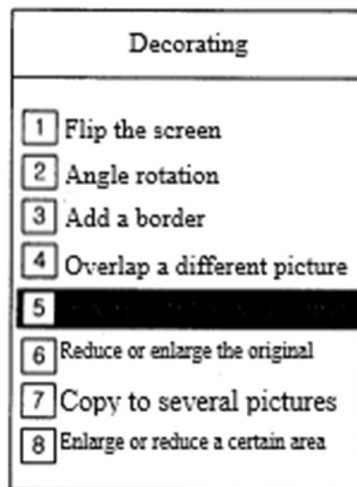 Decorating
1 Flip the screen
2 Angle rotation
3 Add a border
4 Overlap a different picture
5
6 Reduce or enlarge the original
7 Copy to several pictures
8 Enlarge or reduce a certain area